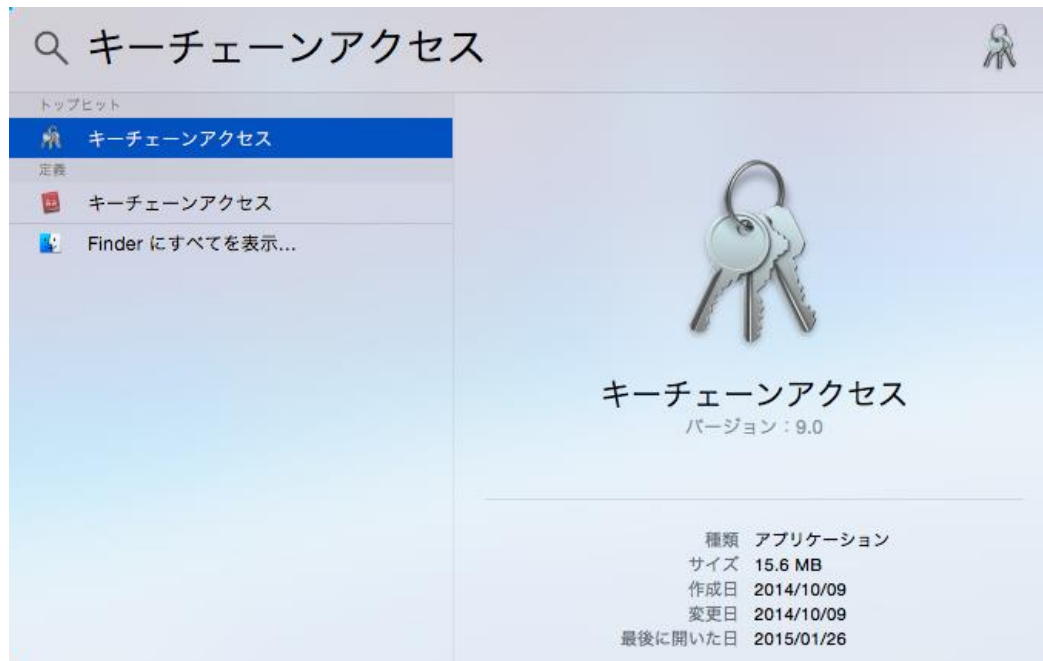 キーチェーンアクセス
トップヒット
キーチェーンアクセス
定義
キーチェーンアクセス
Finder にすべてを表示...
キーチェーンアクセス
バージョン：9.0
種類 アプリケーション
サイズ 15.6 MB
作成日 2014/10/09
変更日 2014/10/09
最後に開いた日 2015/01/26